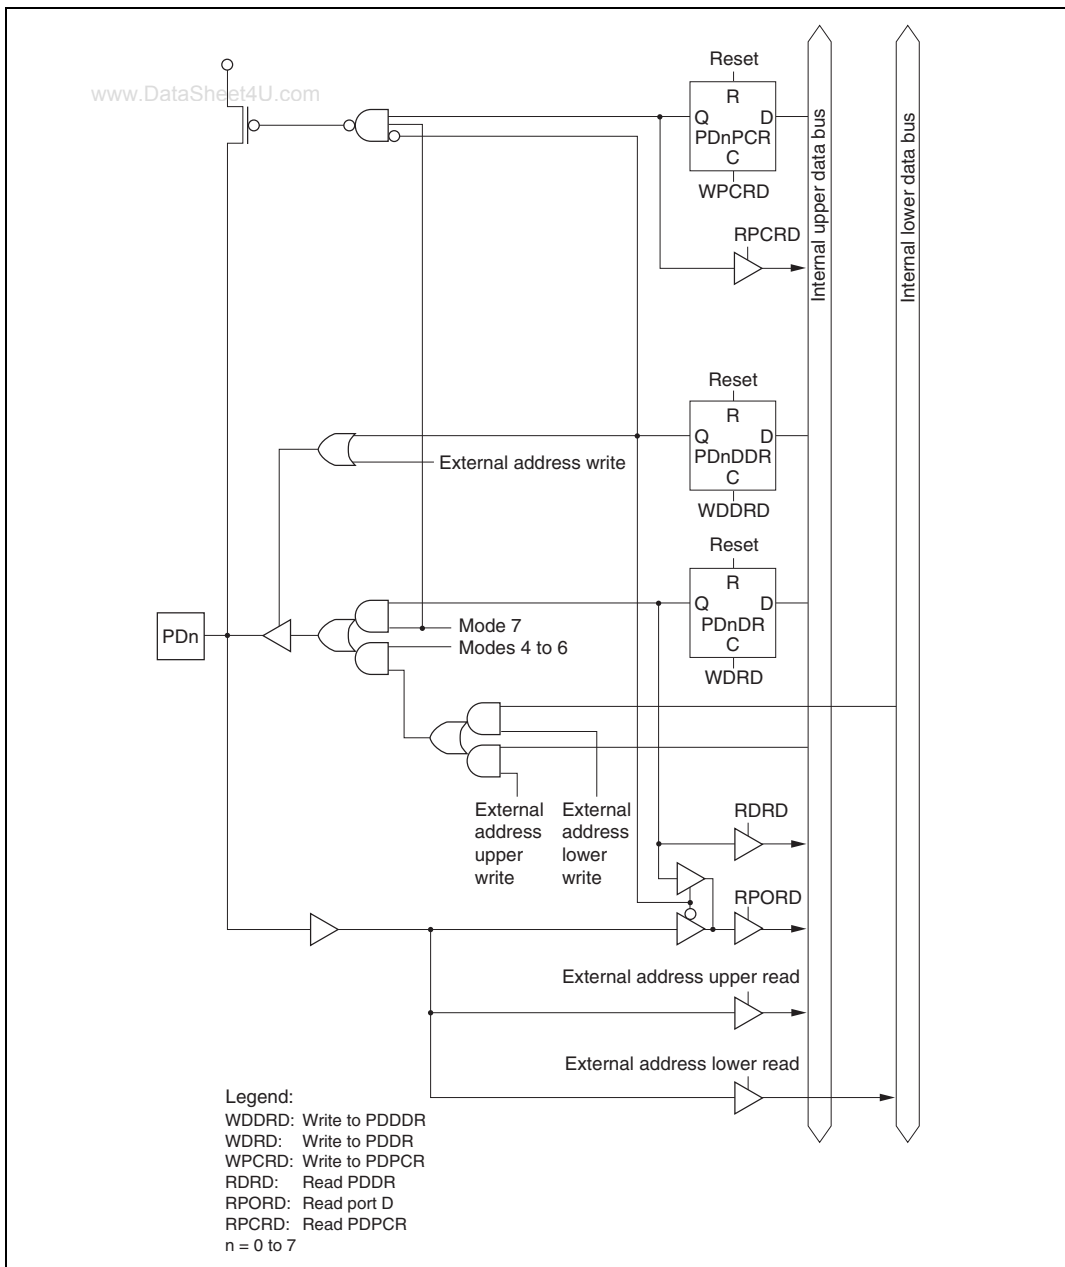 www.DataSheet4U.com
Reset
R
Q D
PDnPCR
C
WPCRD
RPCRD
Internal upper data bus
Internal lower data bus
Reset
R
Q D
PDnDDR
C
WDDRD
External address write
Reset
R
Q D
PDnDR
C
WDRD
PDn
Mode 7
Modes 4 to 6
External
address
upper
write
External
address
lower
write
RDRD
RPORD
External address upper read
External address lower read
Legend:
WDDRD: Write to PDDDR
WDRD: Write to PDDR
WPCRD: Write to PDPCR
RDRD: Read PDDR
RPORD: Read port D
RPCRD: Read PDPCR
n = 0 to 7